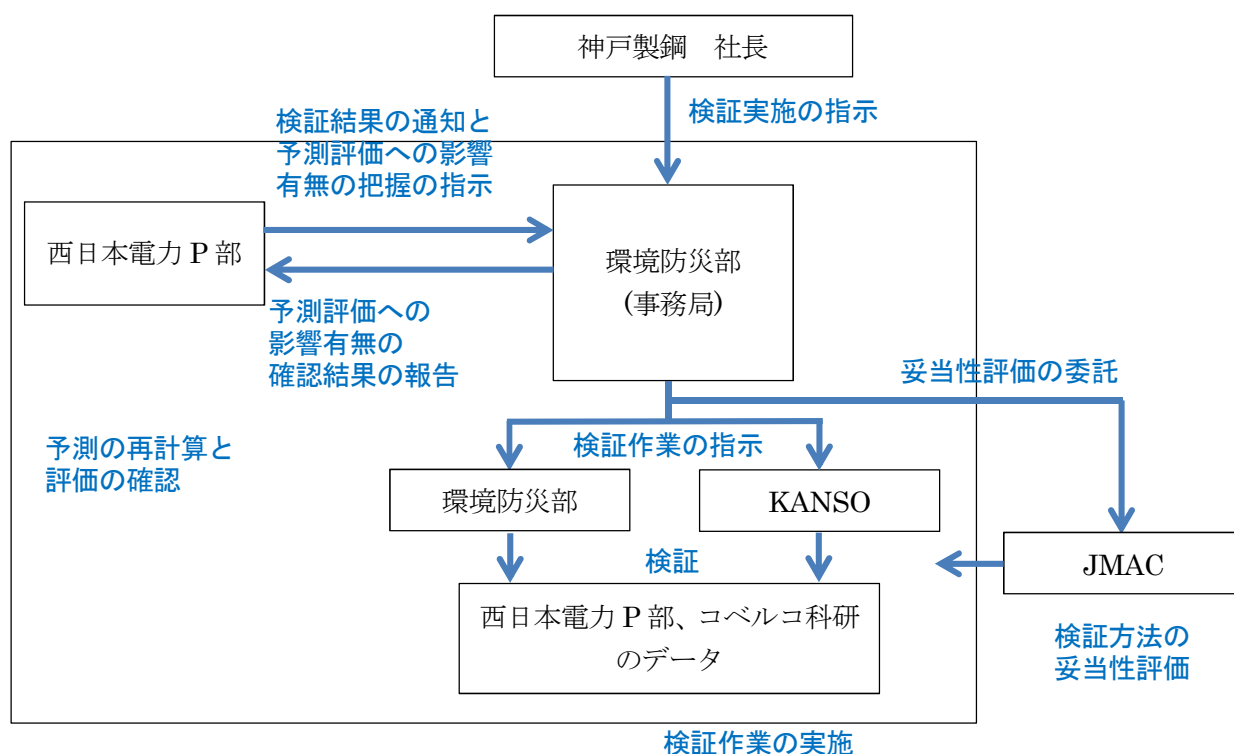 神戸製鋼　社長
検証実施の指示
検証結果の通知と
予測評価への影響
有無の把握の指示
西日本電力 P 部
環境防災部
(事務局)
予測評価への
影響有無の
確認結果の報告
妥当性評価の委託
予測の再計算と
評価の確認
検証作業の指示
環境防災部
KANSO
検証
JMAC
西日本電力 P 部、コベルコ科研
のデータ
検証方法の
妥当性評価
検証作業の実施